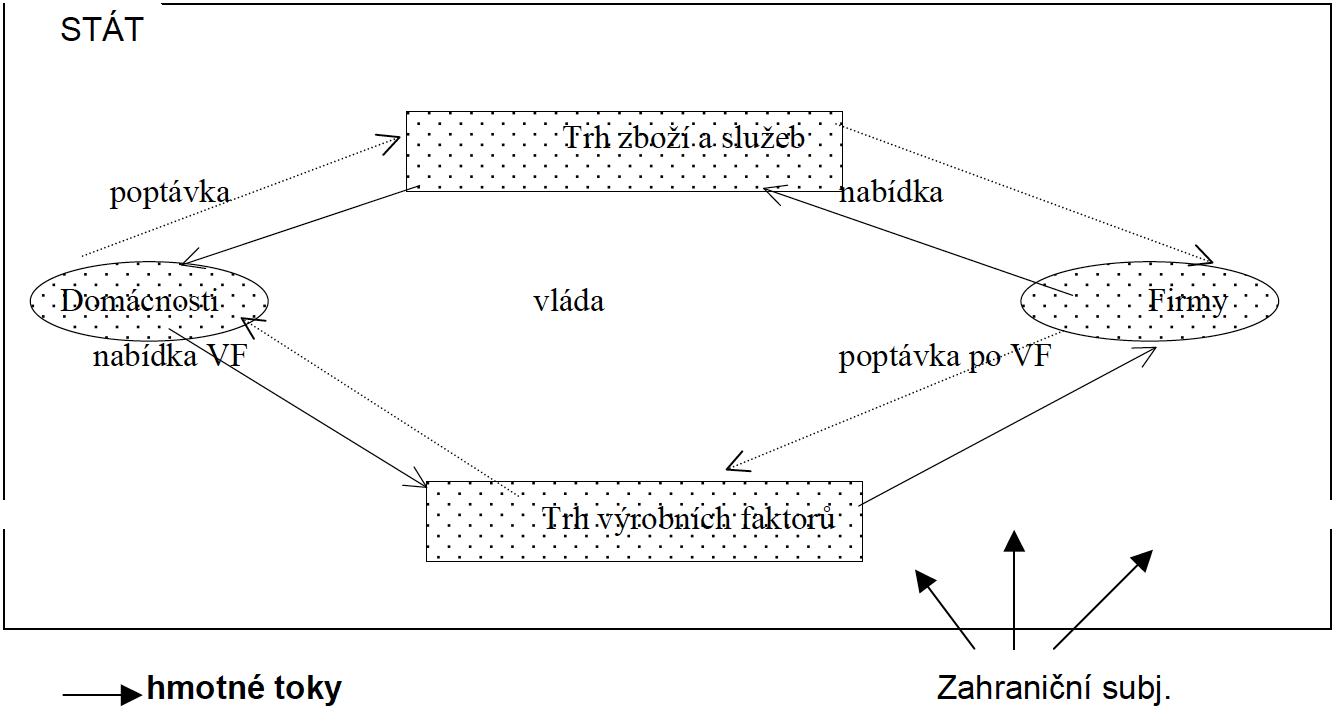 STÁT
Trh zboží a služeb
poptávka
nabídka
Domácnosti
vláda
Firmy
nabídka VF
poptávka po VF
Trh výrobních faktorů
hmotné toky
Zahraniční subj.